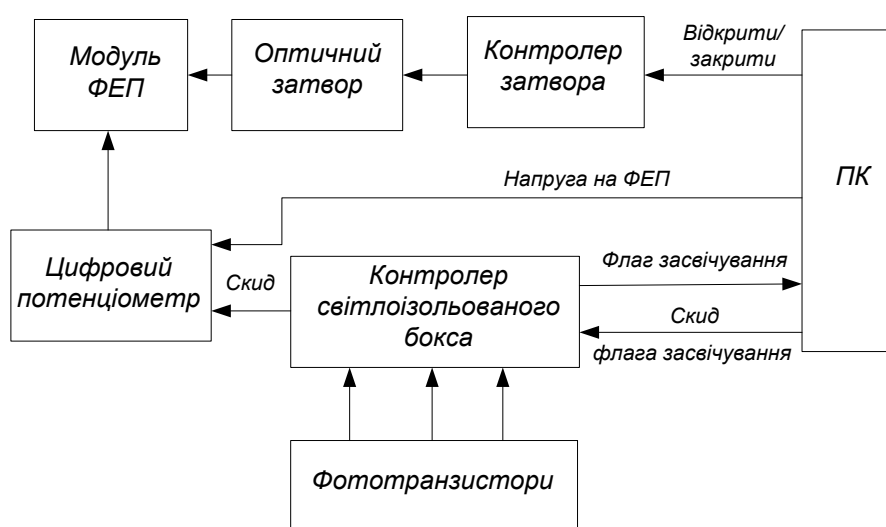 Модуль
ФЕП
Оптичний
затвор
Контролер
затвора
Відкрити/
закрити
ПК
Напруга на ФЕП
Цифровий
потенціометр
Скид
Контролер
світлоізольованого
бокса
Флаг засвічування
Скид
флага засвічування
Фототранзистори